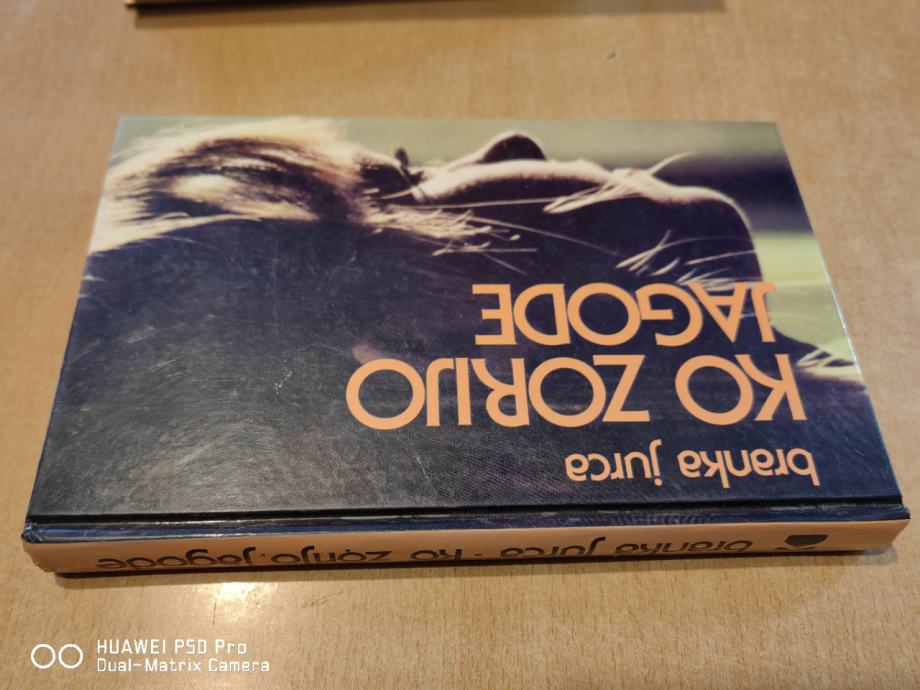 branka jurca
KO ZORIJO
JAGODE
branka jurca · ko zorijo jagode
HUAWEI P50 Pro
Dual-Matrix Camera